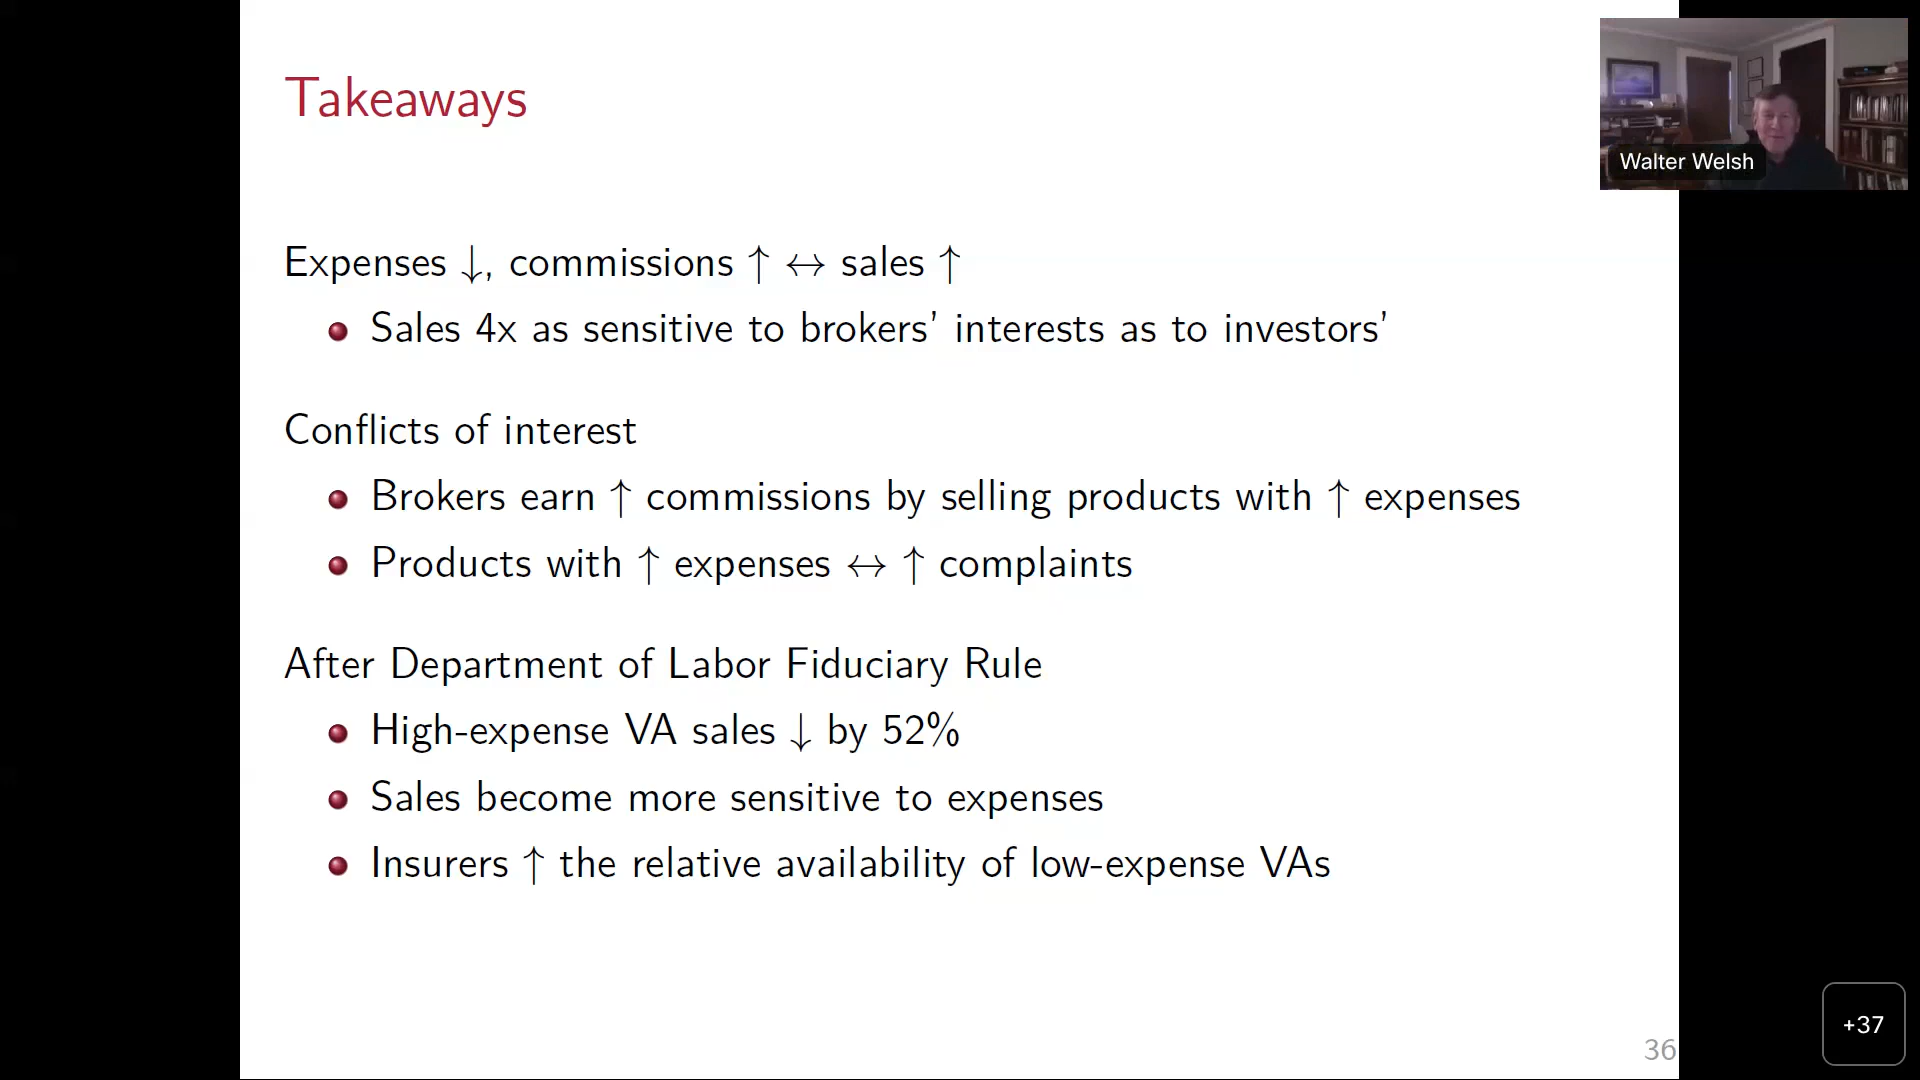 Takeaways
Walter Welsh
Expenses ↓, commissions ↑ ↔ sales ↑
Sales 4x as sensitive to brokers' interests as to investors'
Conflicts of interest
Brokers earn ↑ commissions by selling products with ↑ expenses
Products with ↑ expenses ↔ ↑ complaints
After Department of Labor Fiduciary Rule
High-expense VA sales ↓ by 52%
Sales become more sensitive to expenses
Insurers ↑ the relative availability of low-expense VAs
+37
36